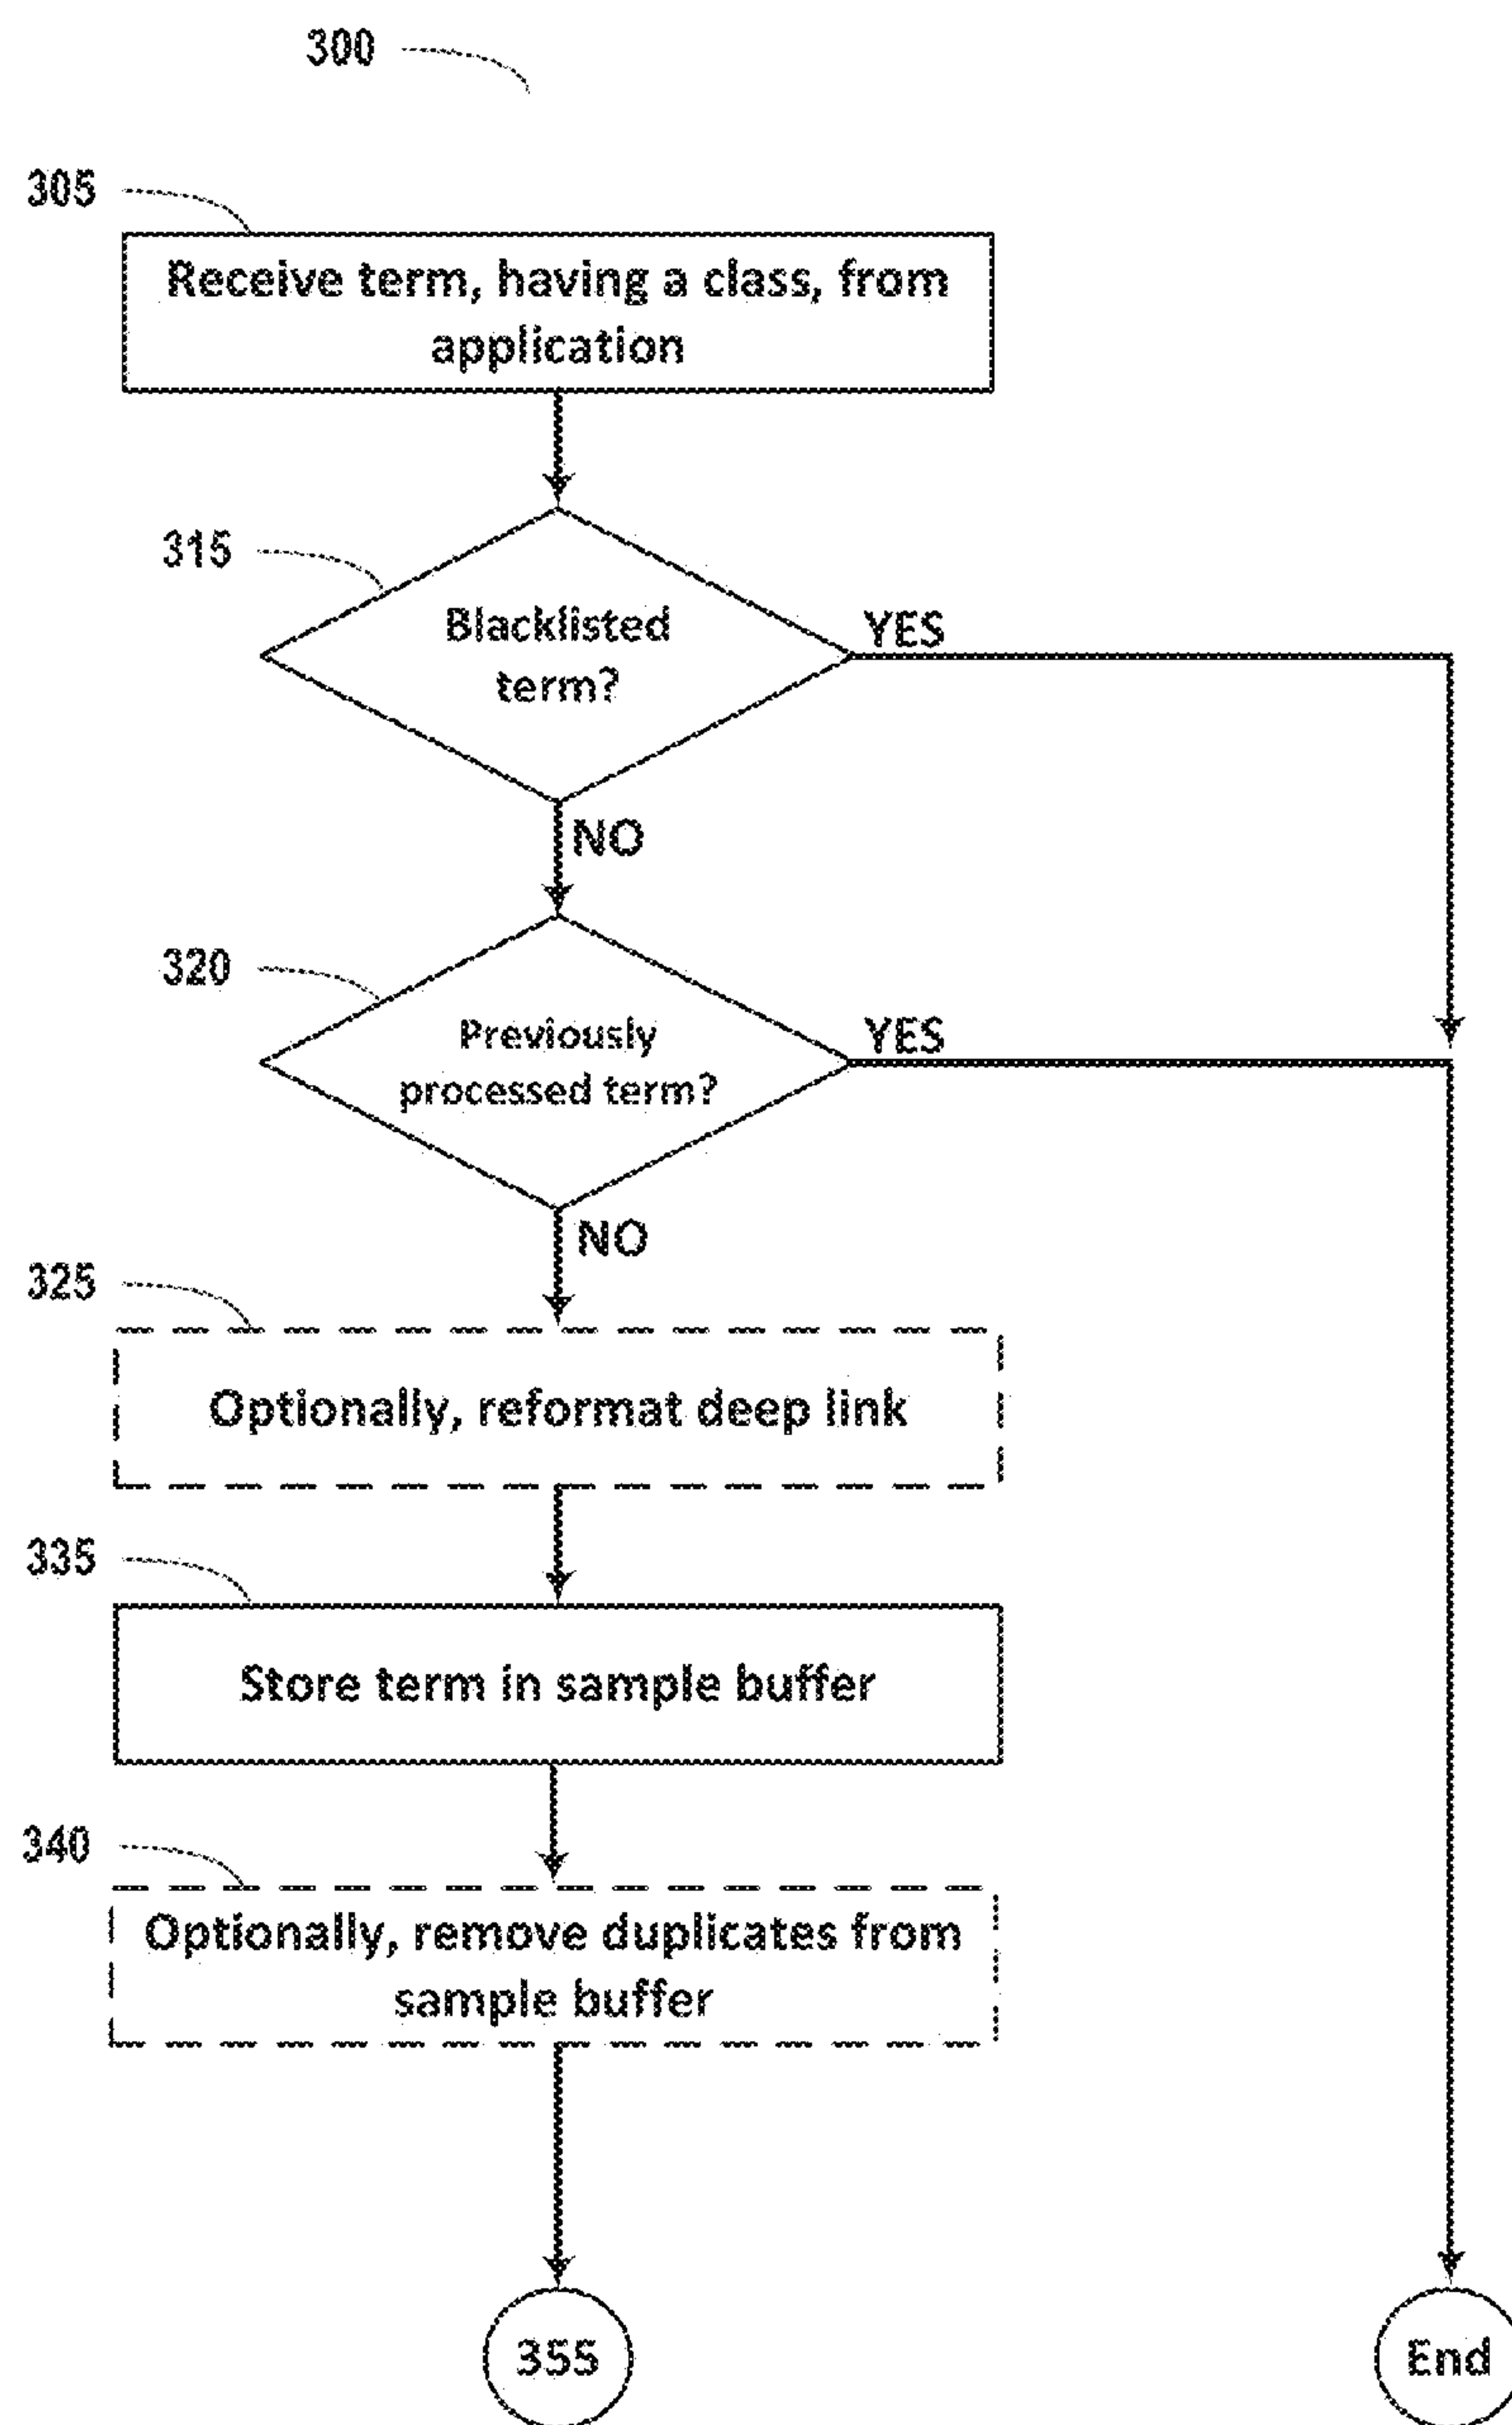 300
305
Receive term, having a class, from
application
315
Blacklisted
term?
YES
NO
320
Previously
processed term?
YES
NO
325
Optionally, reformat deep link
335
Store term in sample buffer
340
Optionally, remove duplicates from
sample buffer
355
End